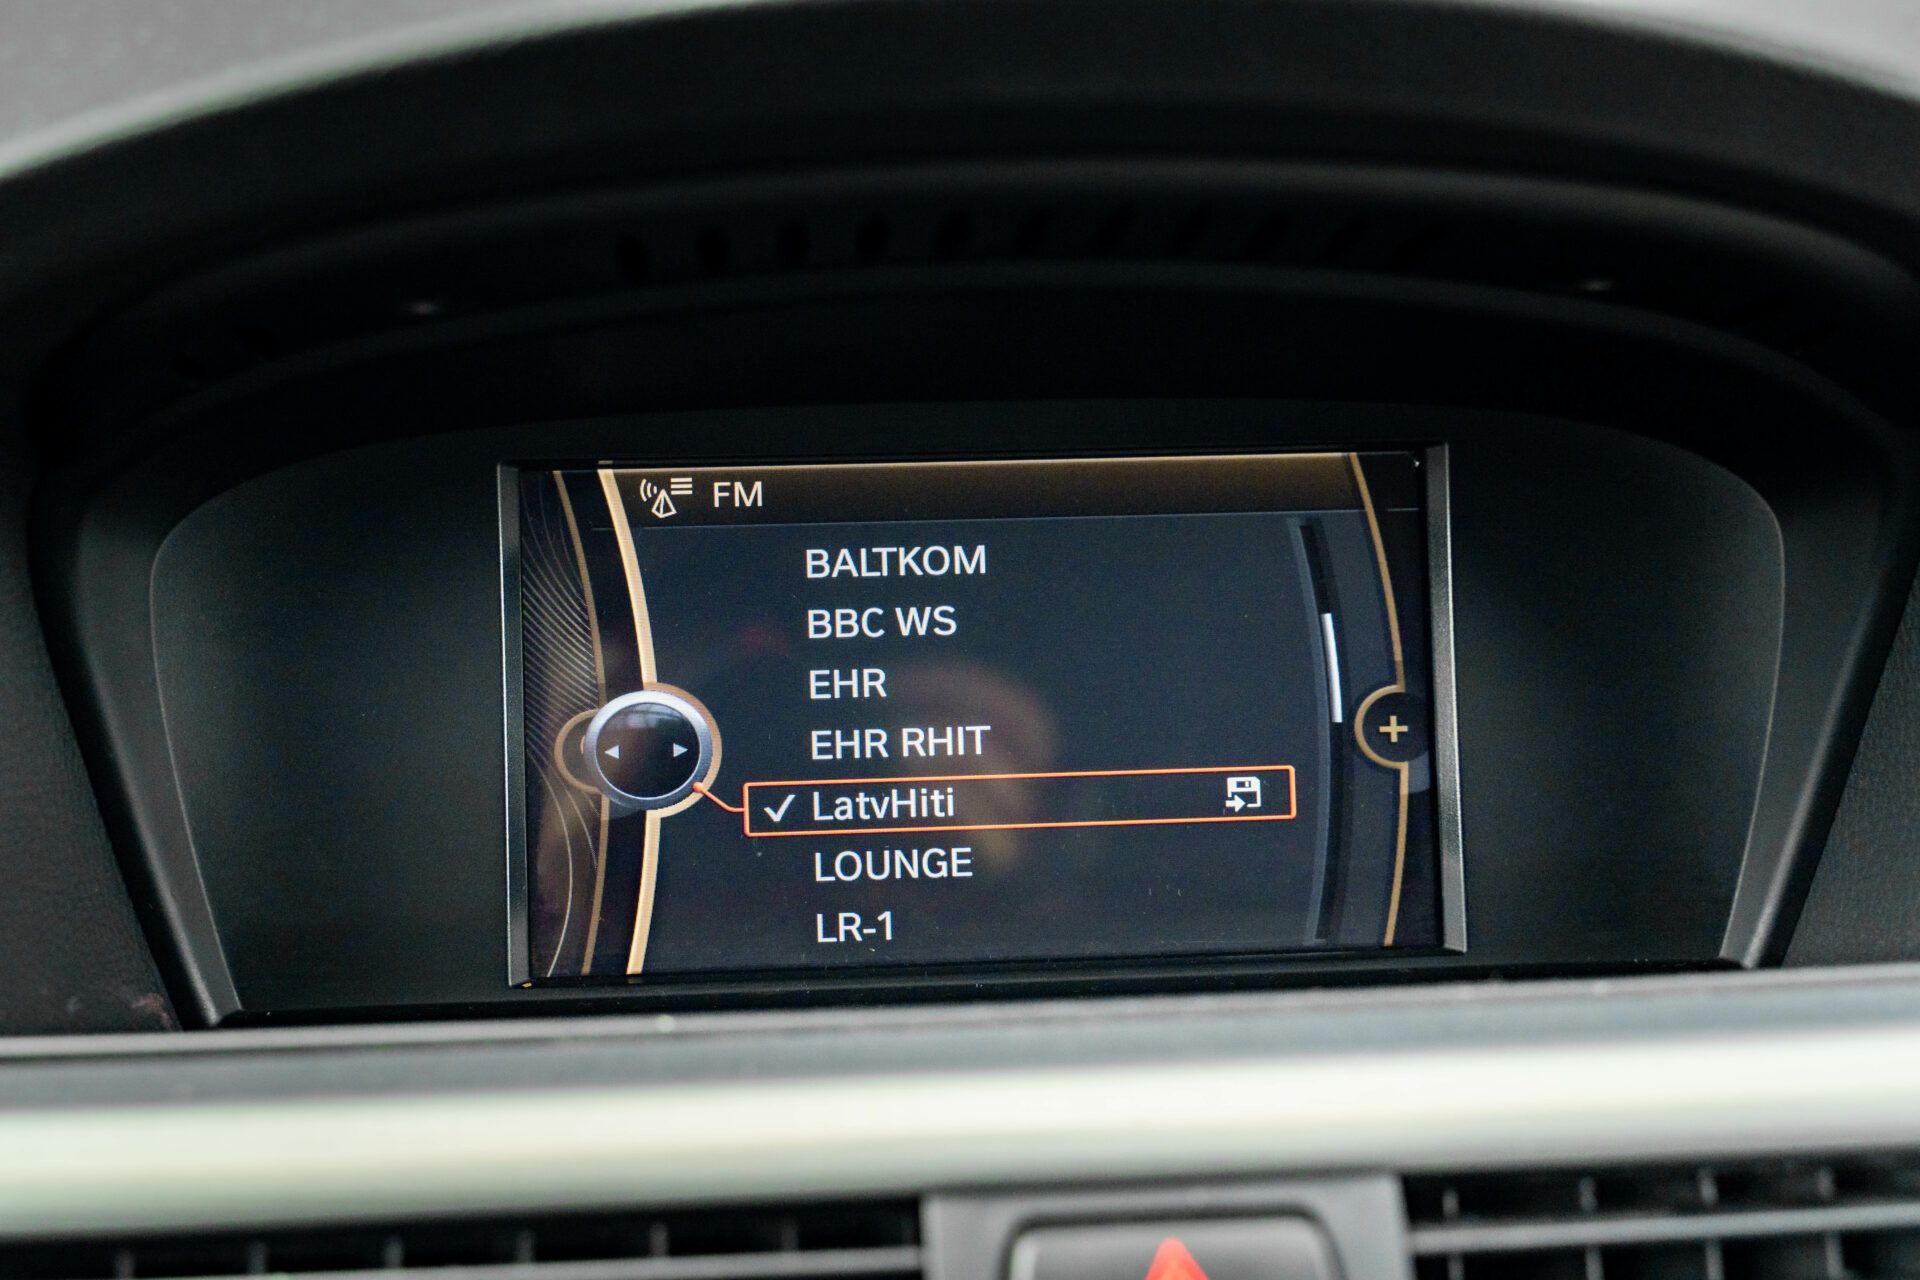 FM
BALTKOM
BBC WS
EHR
EHR RHIT
LatvHiti
LOUNGE
LR-1